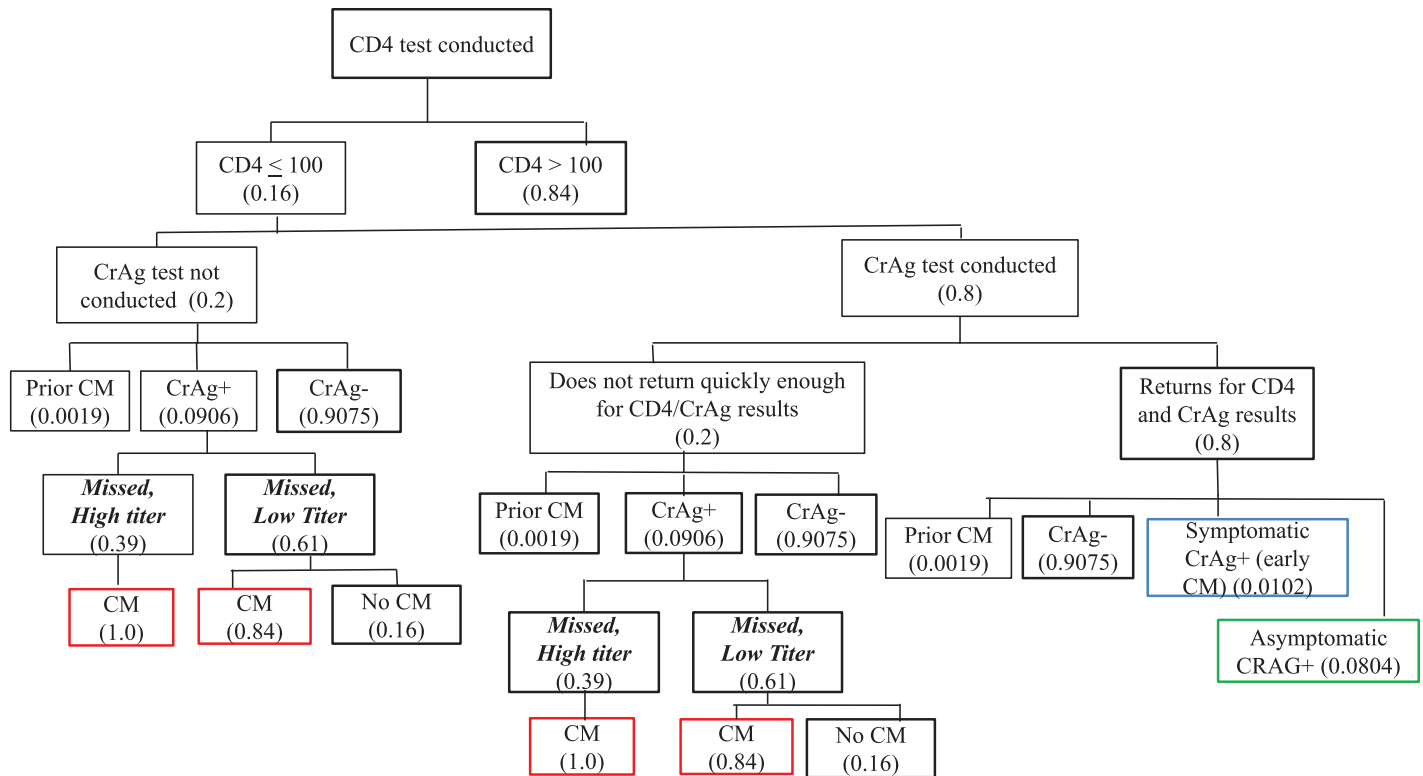 CD4 test conducted
CD4 ≤ 100
(0.16)
CD4 > 100
(0.84)
CrAg test not
conducted (0.2)
CrAg test conducted
(0.8)
Prior CM
(0.0019)
CrAg+
(0.0906)
CrAg-
(0.9075)
Does not return quickly enough
for CD4/CrAg results
(0.2)
Returns for CD4
and CrAg results
(0.8)
Missed,
High titer
(0.39)
Missed,
Low Titer
(0.61)
Prior CM
(0.0019)
CrAg+
(0.0906)
CrAg-
(0.9075)
Prior CM
(0.0019)
CrAg-
(0.9075)
Symptomatic
CrAg+ (early
CM) (0.0102)
CM
(1.0)
CM
(0.84)
No CM
(0.16)
Missed,
High titer
(0.39)
Missed,
Low Titer
(0.61)
Asymptomatic
CRAG+ (0.0804)
CM
(1.0)
CM
(0.84)
No CM
(0.16)